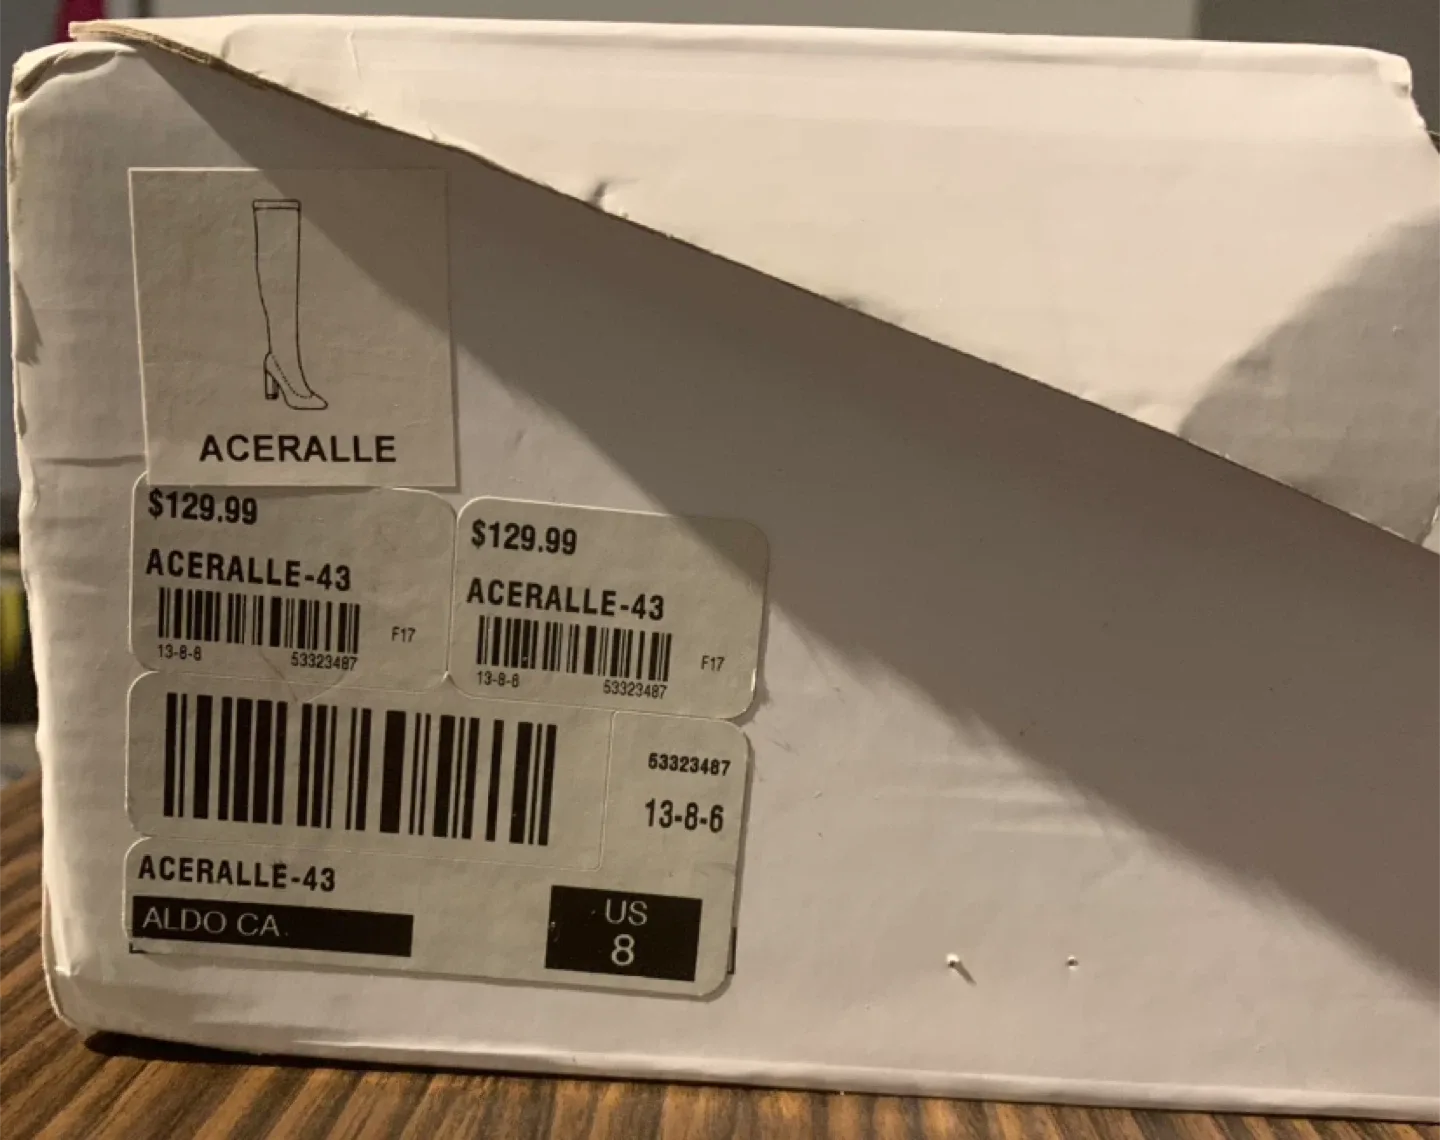 ACERALLE
$129.99
ACERALLE-43
F17
13-8-6
53323487
$129.99
ACERALLE-43
F17
13-8-6
53323487
53323487
13-8-6
ACERALLE-43
ALDO CA
US
8